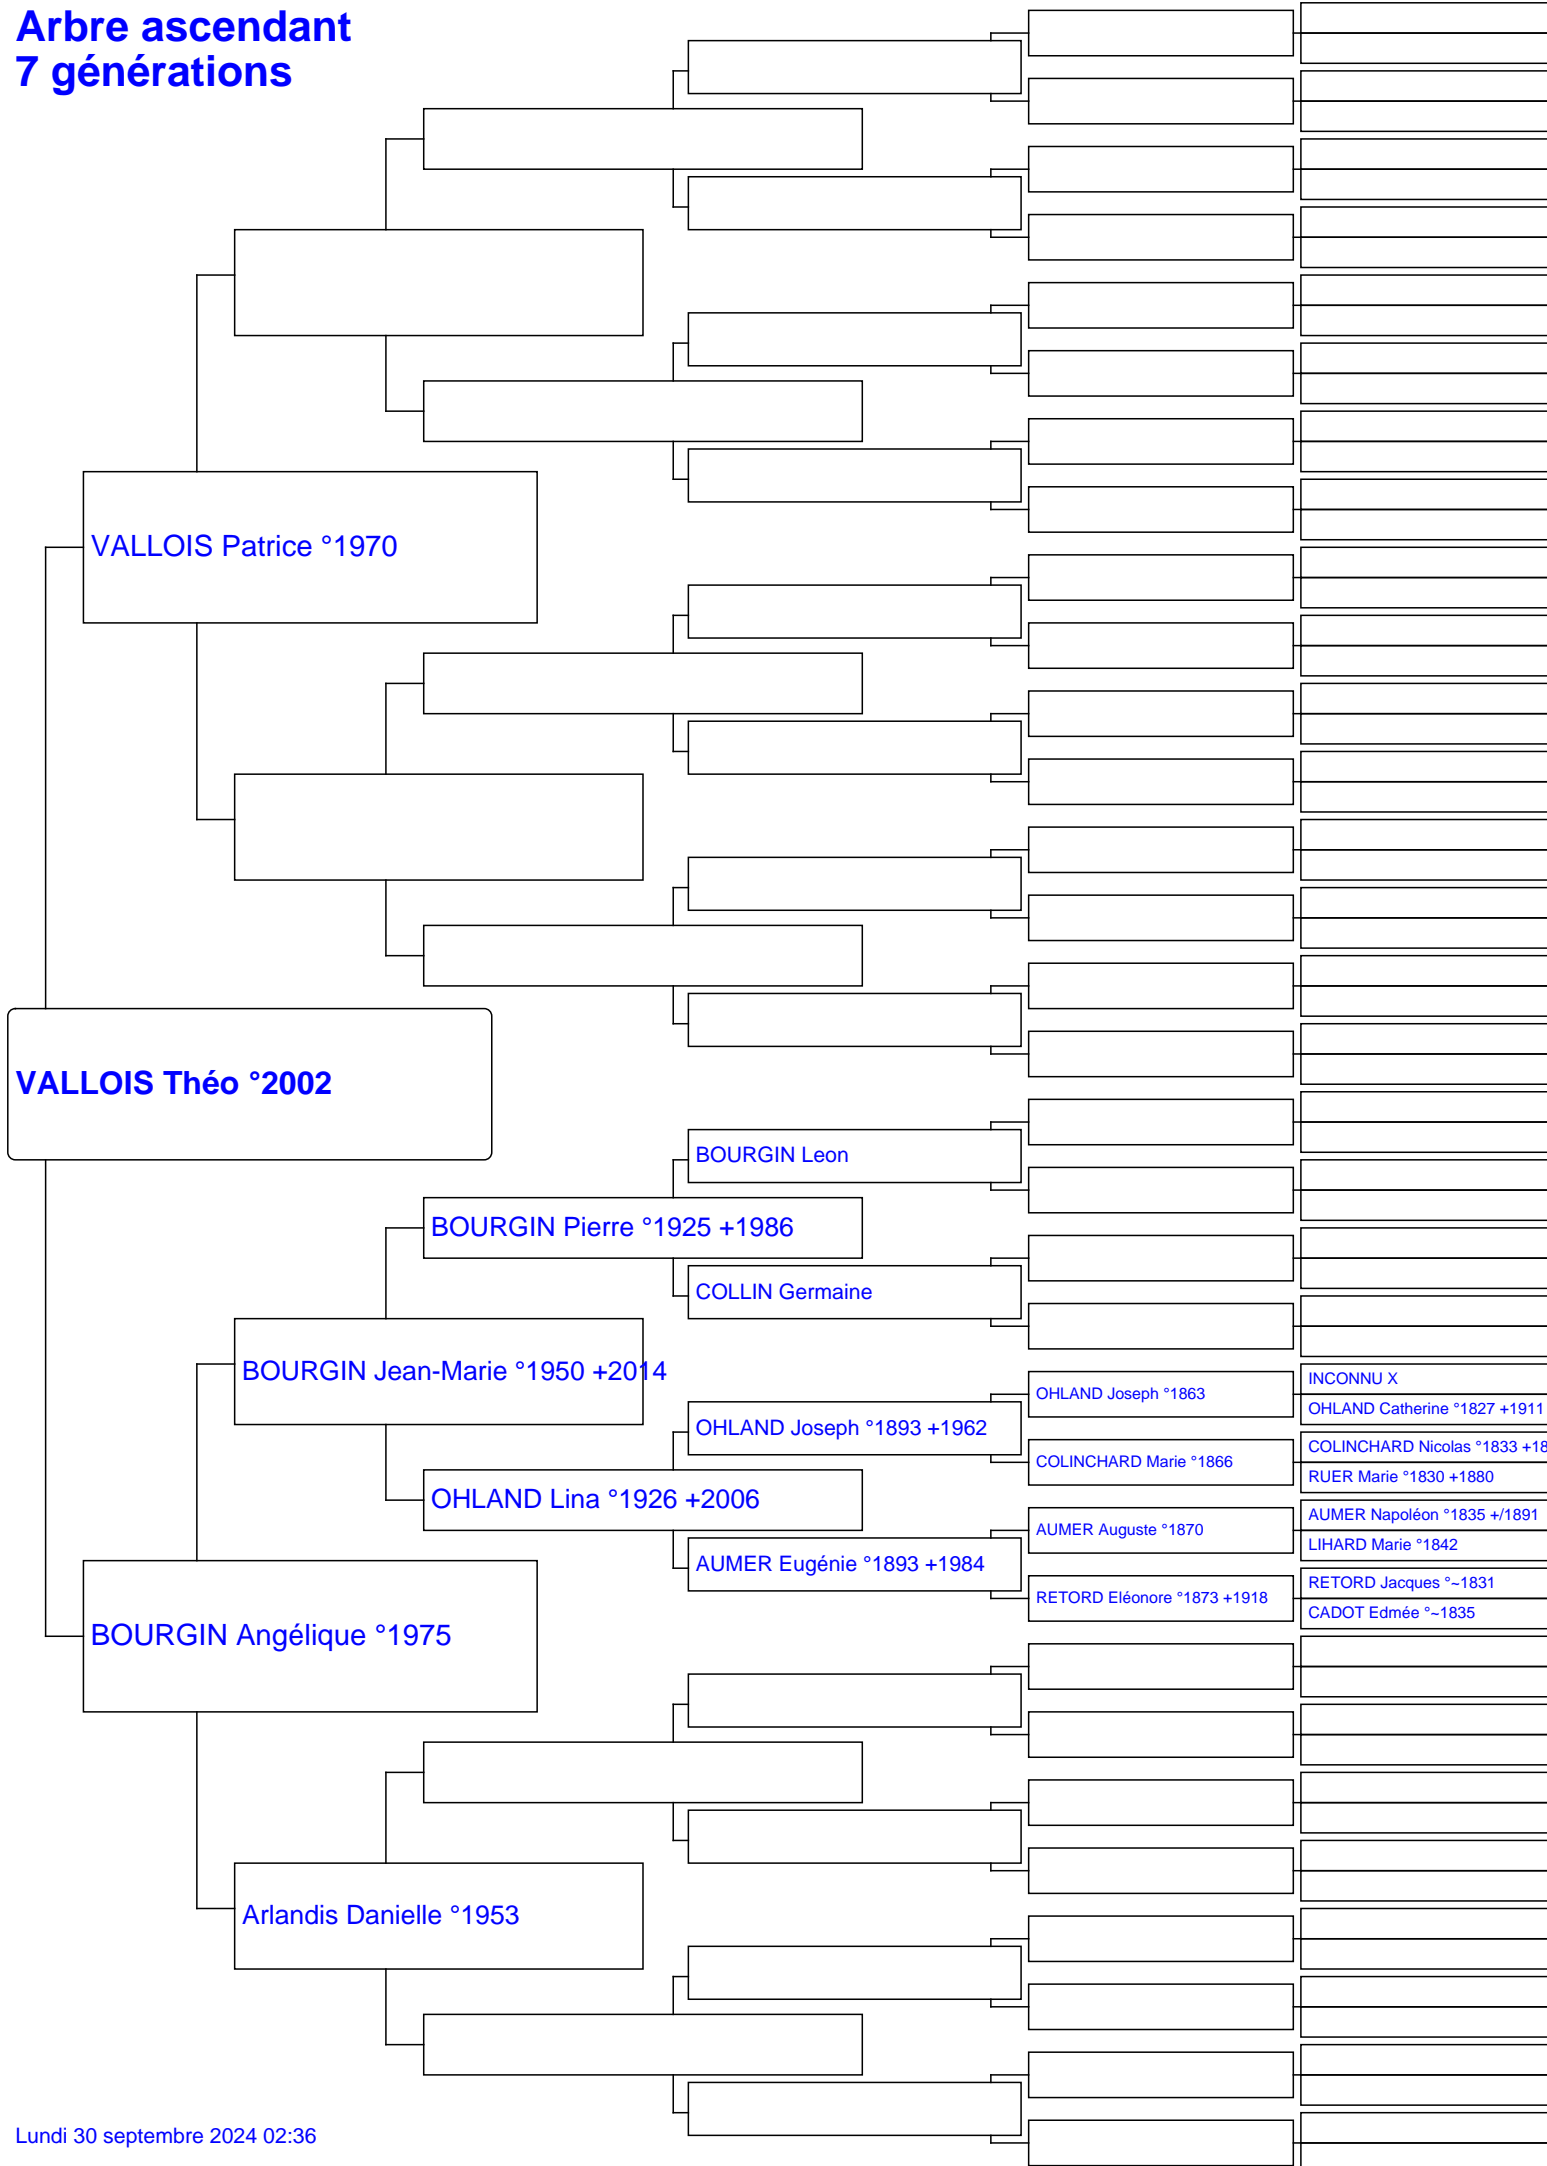 Arbre ascendant
7 générations
VALLOIS Patrice °1970
VALLOIS Théo °2002
BOURGIN Leon
BOURGIN Pierre °1925 +1986
COLLIN Germaine
BOURGIN Jean-Marie °1950 +2014
INCONNU X
OHLAND Joseph °1863
OHLAND Catherine °1827 +1911
OHLAND Joseph °1893 +1962
COLINCHARD Nicolas °1833 +18
COLINCHARD Marie °1866
RUER Marie °1830 +1880
OHLAND Lina °1926 +2006
AUMER Napoléon °1835 +/1891
AUMER Auguste °1870
LIHARD Marie °1842
AUMER Eugénie °1893 +1984
RETORD Jacques °~1831
RETORD Eléonore °1873 +1918
CADOT Edmée °~1835
BOURGIN Angélique °1975
Arlandis Danielle °1953
Lundi 30 septembre 2024 02:36